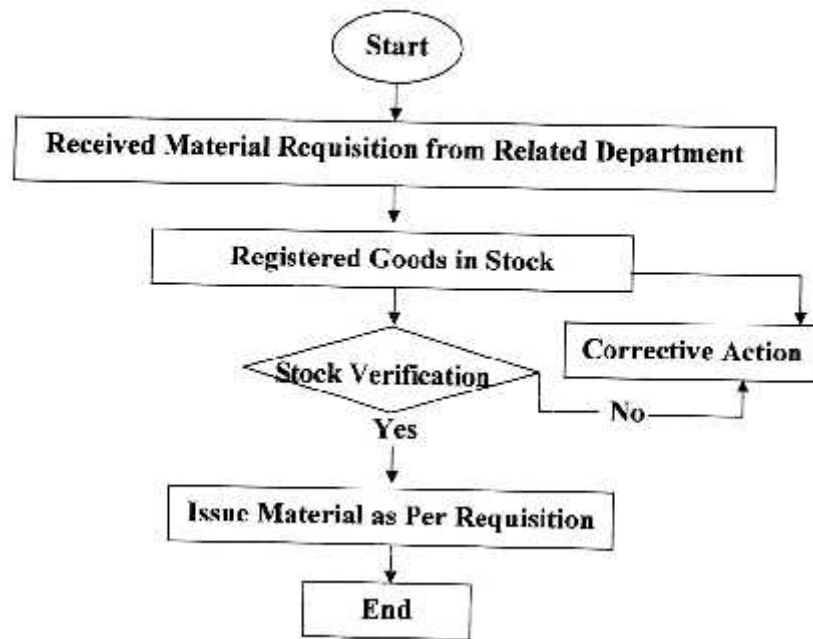 Start
Received Material Requisition from Related Department
Registered Goods in Stock
Corrective Action
Stock Verification
No
Yes
Issue Material as Per Requisition
End